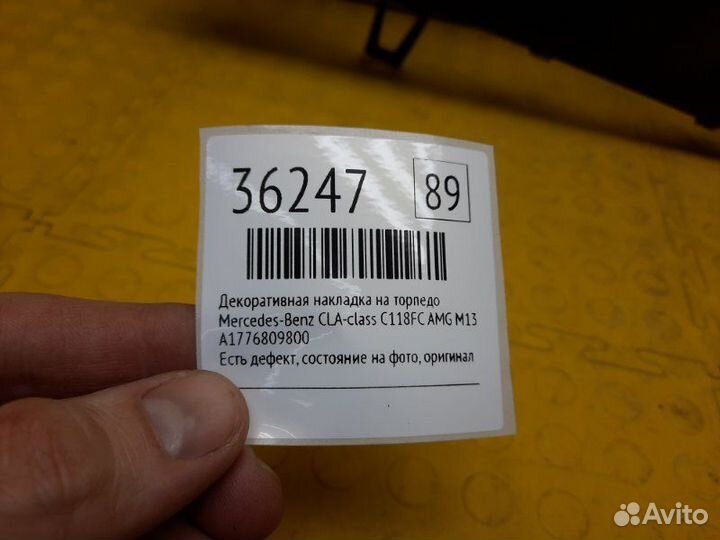 36247
89
Декоративная накладка на торпедо
Mercedes-Benz CLA-class C118FC AMG M13
A1776809800
Есть дефект, состояние на фото, оригинал
Avito